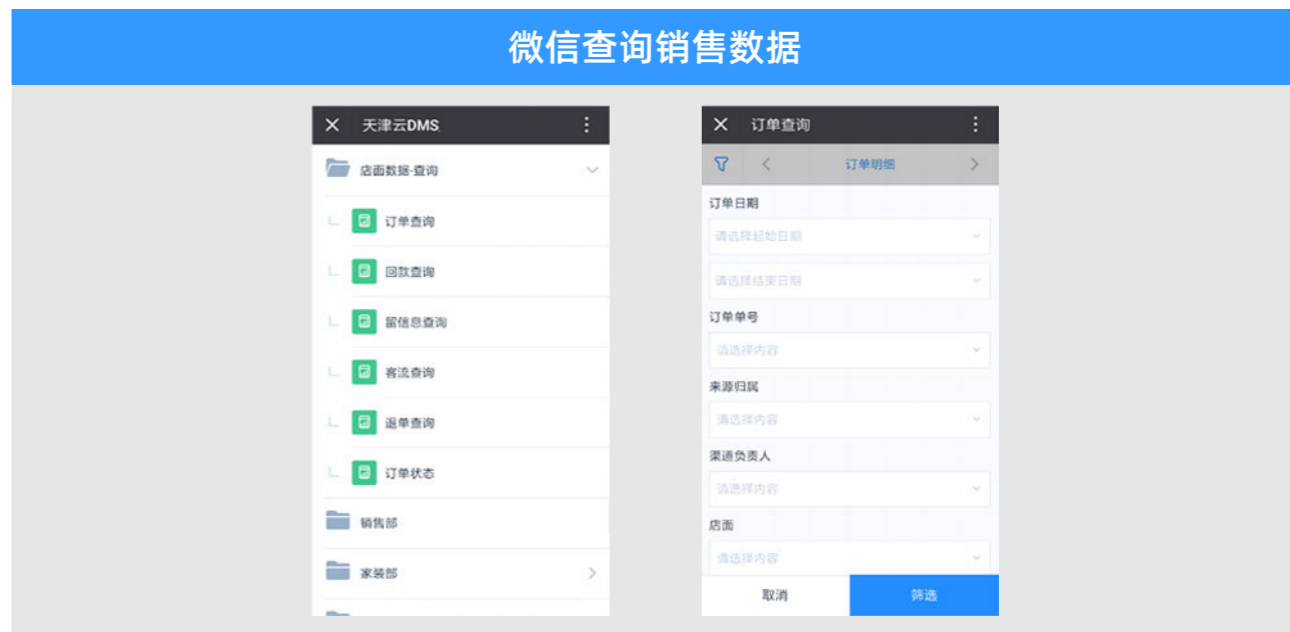 微信查询销售数据
天津云DMS
店面数据-查询
订单查询
回款查询
留信息查询
客流查询
退单查询
订单状态
销售部
家装部
订单查询
订单明细
订单日期
请选择起始日期
请选择结束日期
订单单号
请选择内容
来源归属
请选择内容
渠道负责人
请选择内容
店面
请选择内容
取消 筛选